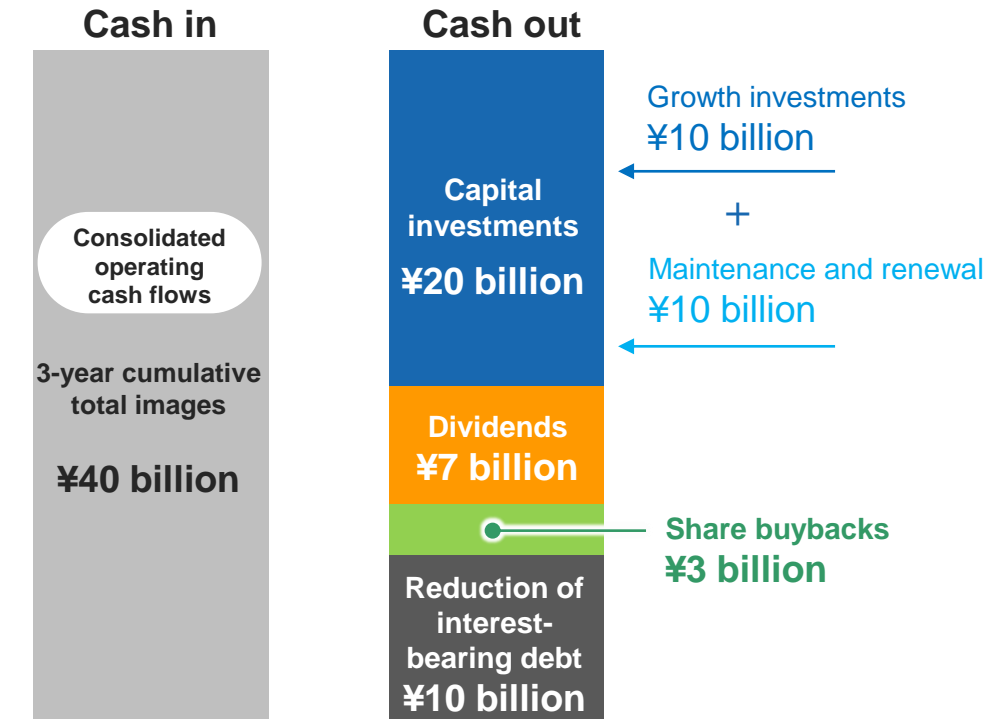 Cash in
Consolidated
operating
cash flows
3-year cumulative
total images
¥40 billion
Cash out
Capital
investments
¥20 billion
Dividends
¥7 billion
Reduction of
interest-
bearing debt
¥10 billion
Growth investments
¥10 billion
+
Maintenance and renewal
¥10 billion
Share buybacks
¥3 billion